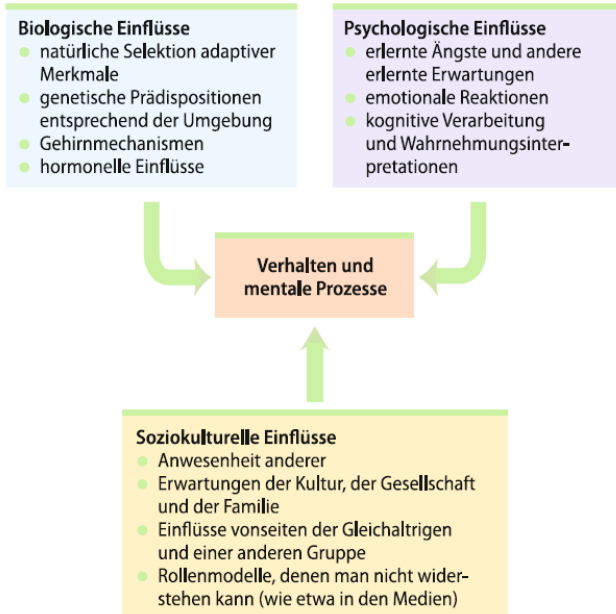 Biologische Einflüsse
natürliche Selektion adaptiver
Merkmale
genetische Prädispositionen
entsprechend der Umgebung
Gehirnmechanismen
hormonelle Einflüsse
Psychologische Einflüsse
erlernte Ängste und andere
erlernte Erwartungen
emotionale Reaktionen
kognitive Verarbeitung
und Wahrnehmungsinter-
pretationen
Verhalten und
mentale Prozesse
Soziokulturelle Einflüsse
Anwesenheit anderer
Erwartungen der Kultur, der Gesellschaft
und der Familie
Einflüsse vonseiten der Gleichaltrigen
und einer anderen Gruppe
Rollenmodelle, denen man nicht wider-
stehen kann (wie etwa in den Medien)